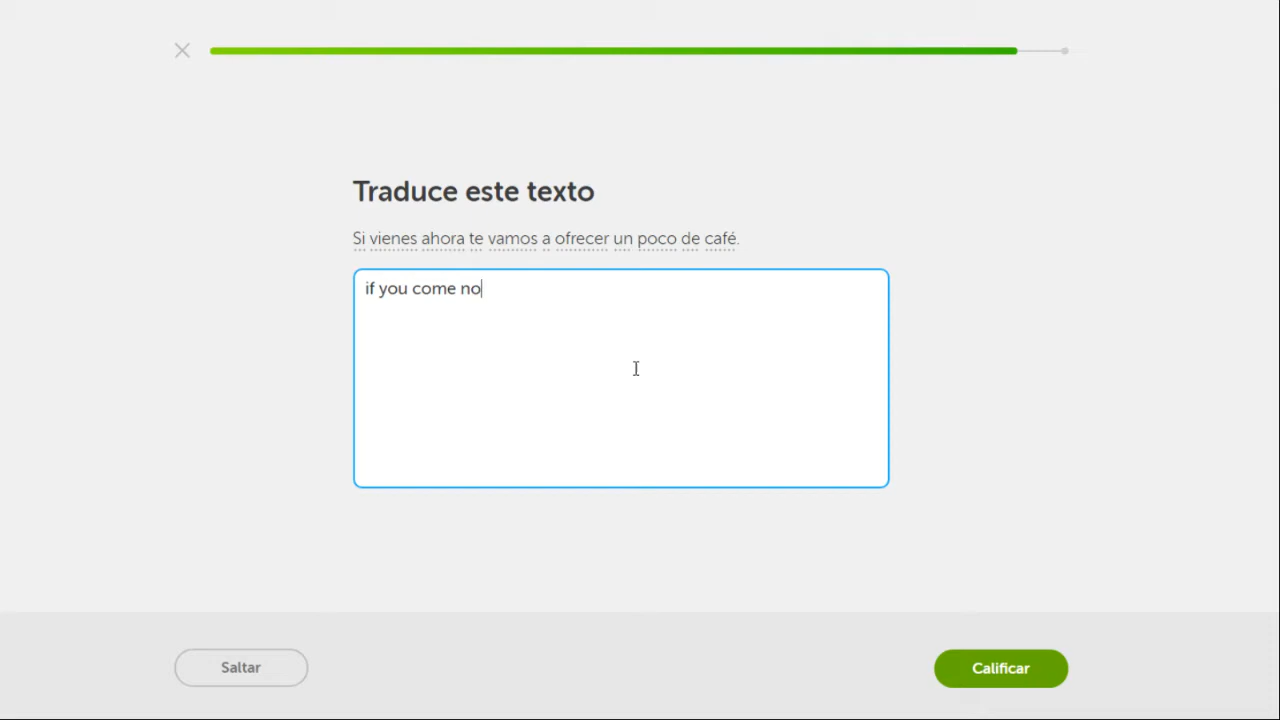 Traduce este texto
Si vienes ahora te vamos a ofrecer un poco de café.
if you come no
Saltar
Calificar